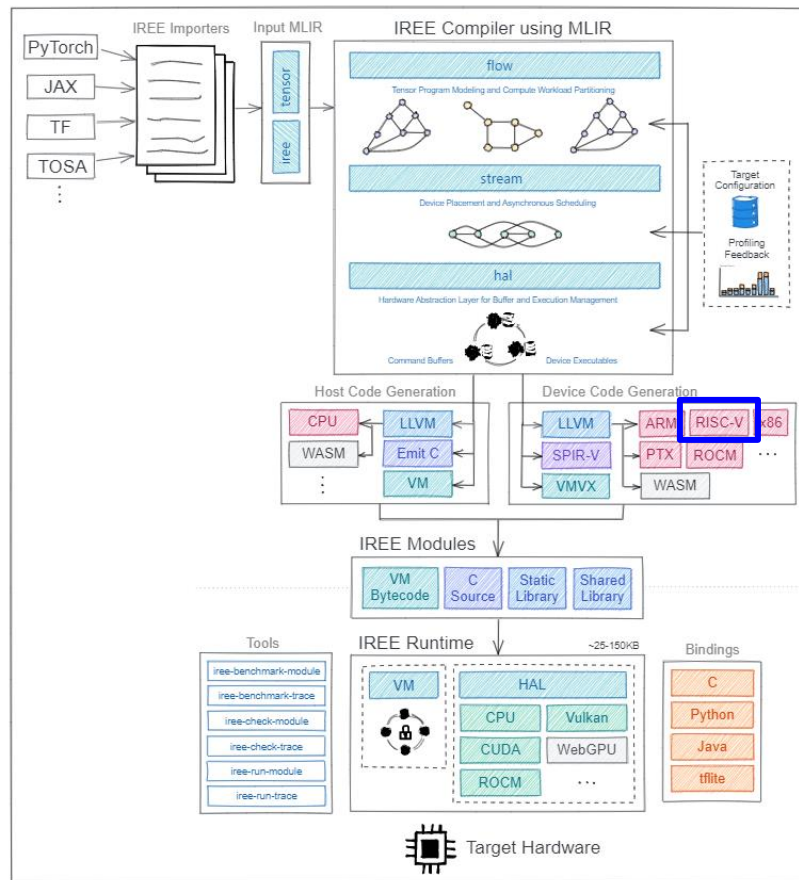 IREE Importers
Input MLIR
IREE Compiler using MLIR
PyTorch
JAX
TF
TOSA
tensor
iree
flow
Tensor Program Modeling and Compute Workload Partitioning
stream
Device Placement and Asynchronous Scheduling
hal
Hardware Abstraction Layer for Buffer and Execution Management
Command Buffers
Device Executables
Target
Configuration
Profiling
Feedback
Host Code Generation
CPU
LLVM
WASM
Emit C
VM
Device Code Generation
LLVM
ARM
RISC-V
x86
SPIR-V
PTX
ROCM
VMVX
WASM
IREE Modules
VM
Bytecode
C
Source
Static
Library
Shared
Library
Tools
iree-benchmark-module
iree-benchmark-trace
iree-check-module
iree-check-trace
iree-run-module
iree-run-trace
IREE Runtime
~25-150KB
VM
HAL
CPU
Vulkan
CUDA
WebGPU
ROCM
Bindings
C
Python
Java
tflite
Target Hardware